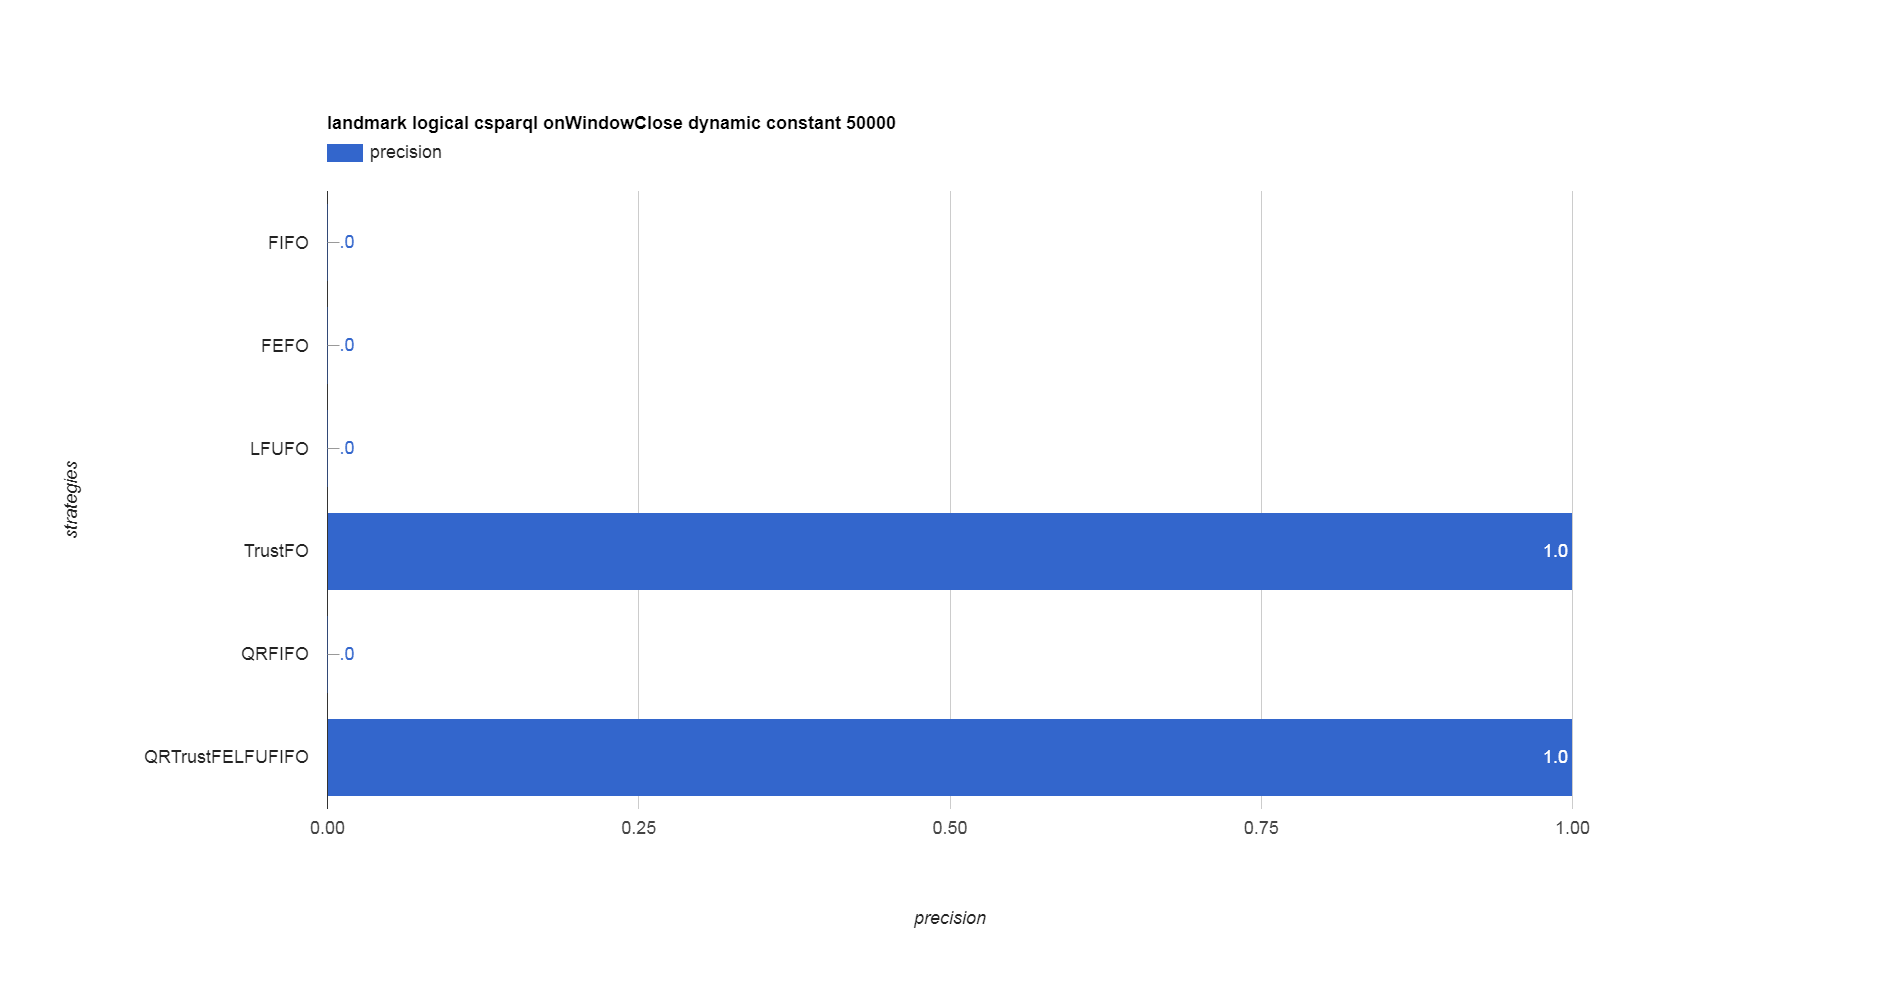 landmark logical csparql onWindowClose dynamic constant 50000
precision
FIFO .0
FEFO .0
LFUFO .0
TrustFO 1.0
QRFIFO .0
QRTrustFELFUFIFO 1.0
strategies
0.00 0.25 0.50 0.75 1.00
precision